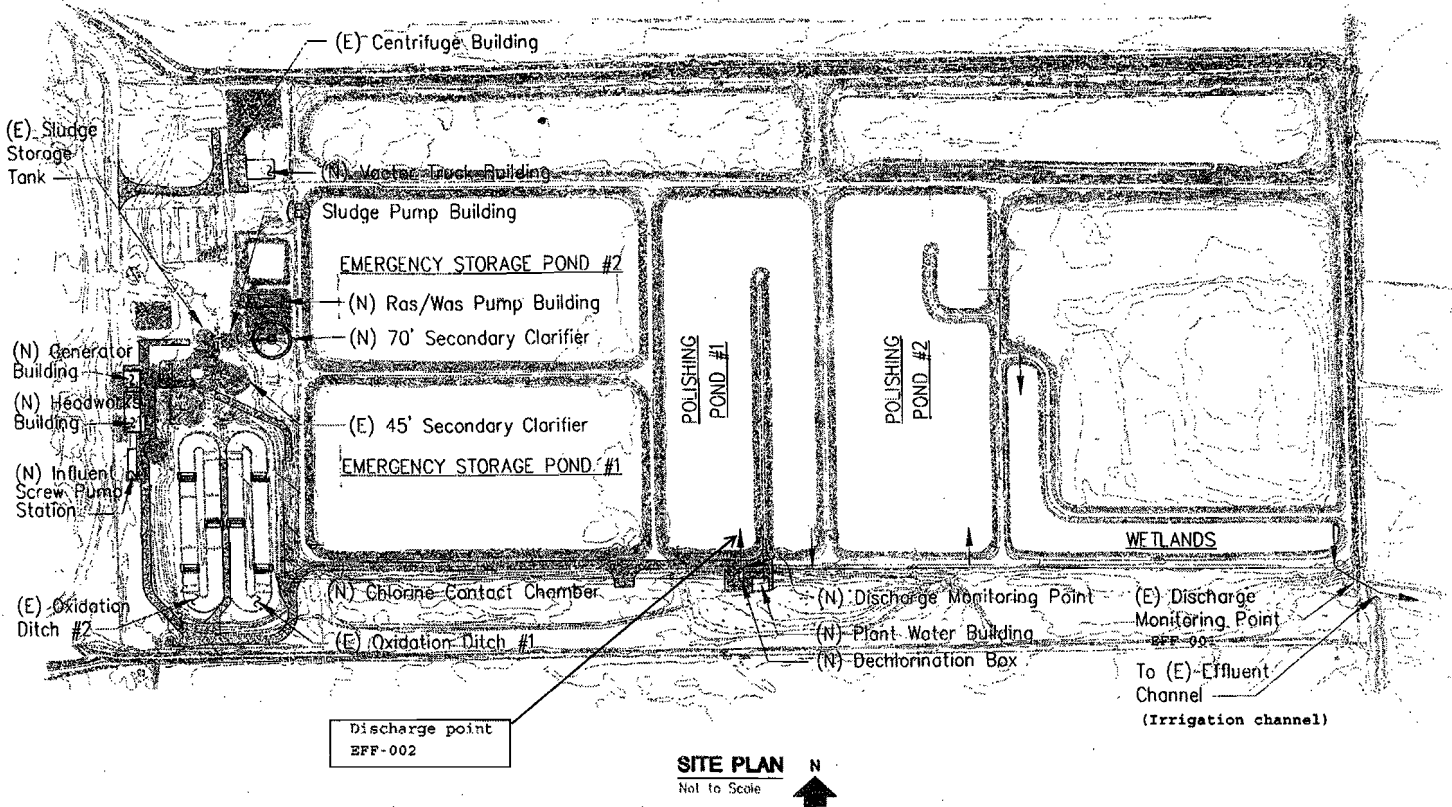 (E) Centrifuge Building
(E) Sludge
Storage
Tank
(N) Vactor Truck Building
Sludge Pump Building
EMERGENCY STORAGE POND #2
(N) Ras/Was Pump Building
(N) 70' Secondary Clarifier
(N) Generator
Building
(N) Headworks
Building
(E) 45' Secondary Clarifier
EMERGENCY STORAGE POND #1
(N) Influent
Screw Pump
Station
POLISHING
POND #1
POLISHING
POND #2
WETLANDS
(E) Oxidation
Ditch #2
(N) Chlorine Contact Chamber
(E) Oxidation Ditch #1
(N) Discharge Monitoring Point
(N) Plant Water Building
(N) Dechlorination Box
(E) Discharge
Monitoring Point
To (E) Effluent
Channel
(Irrigation channel)
Discharge point
EFF-002
SITE PLAN
N
Not to Scale